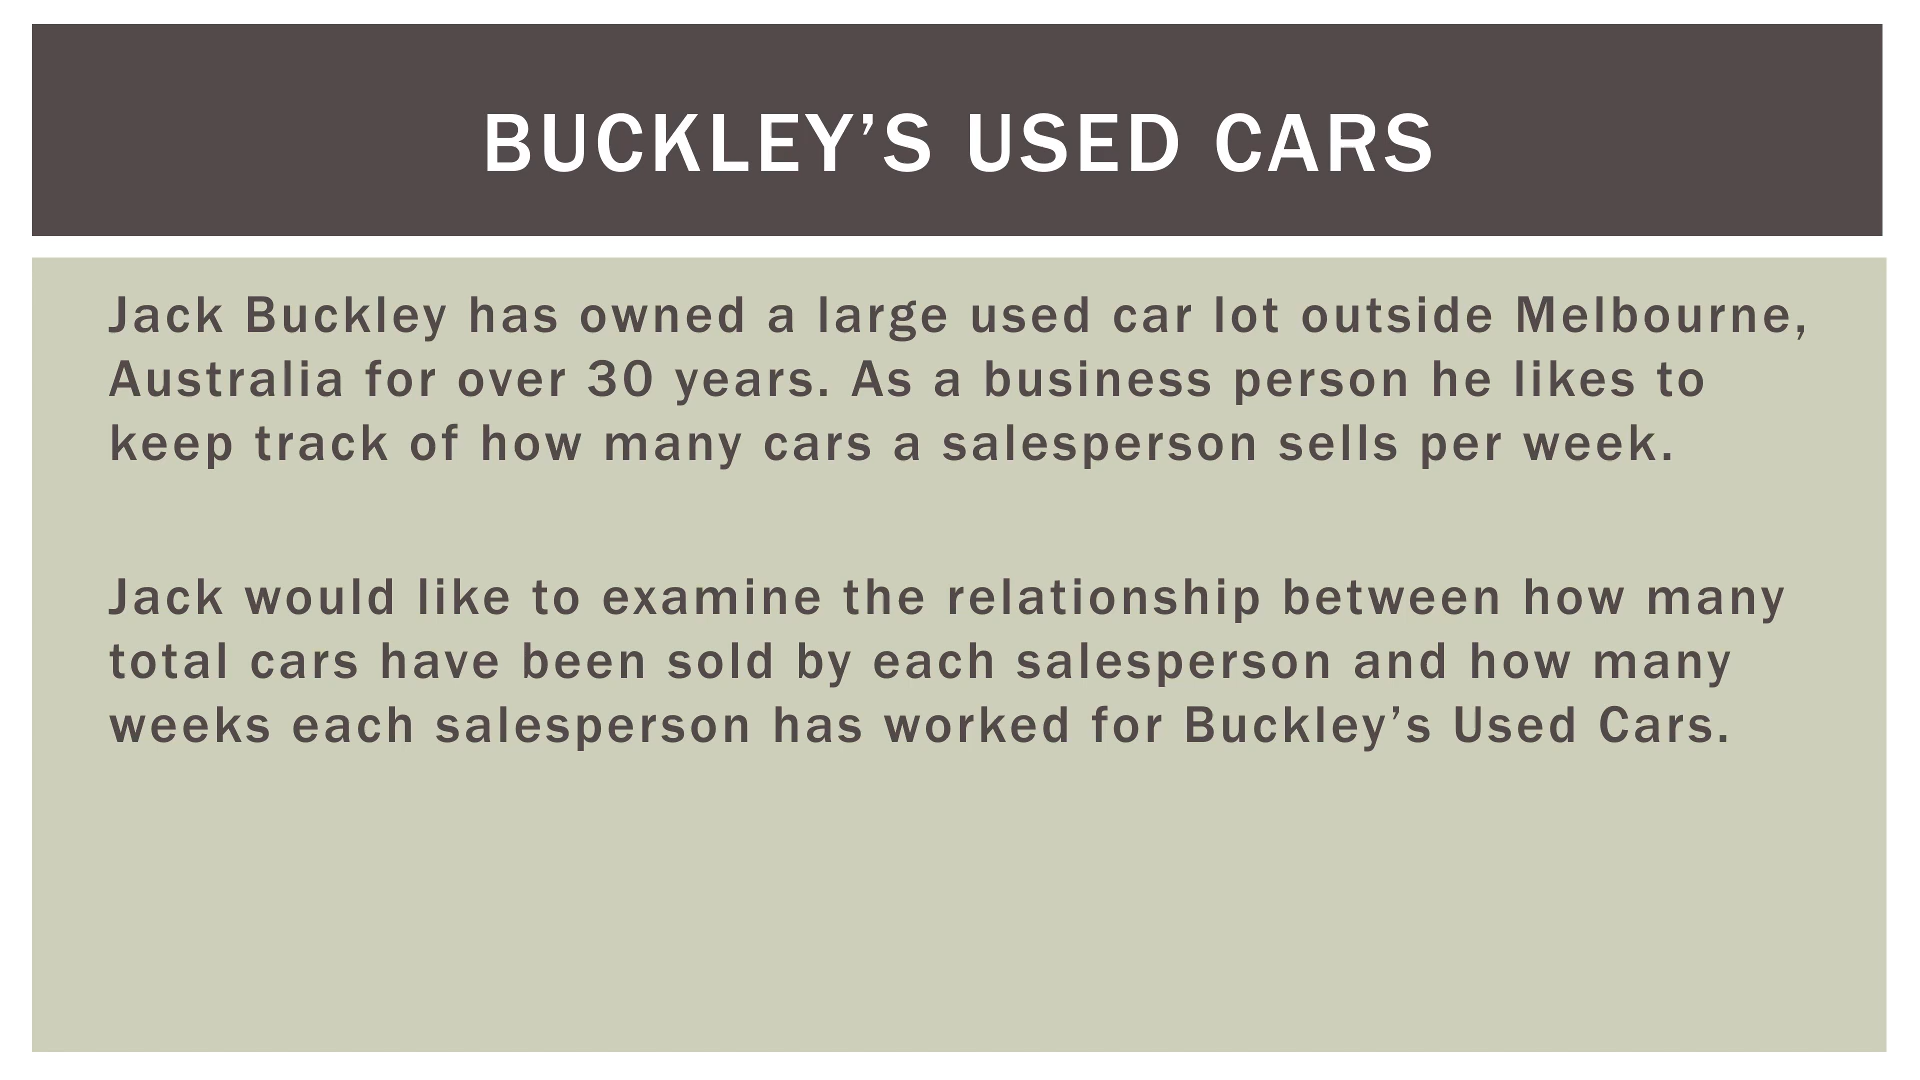 BUCKLEY’S USED CARS
Jack Buckley has owned a large used car lot outside Melbourne,
Australia for over 30 years. As a business person he likes to
keep track of how many cars a salesperson sells per week.
Jack would like to examine the relationship between how many
total cars have been sold by each salesperson and how many
weeks each salesperson has worked for Buckley’s Used Cars.